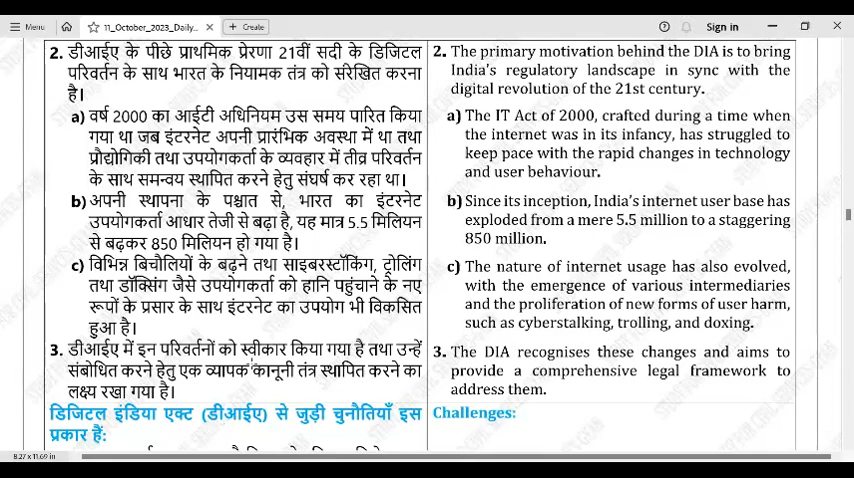 Menu
11_October_2023_Daily...
+ Create
Sign in
2. डीआईए के पीछे प्राथमिक प्रेरणा 21वीं सदी के डिजिटल
परिवर्तन के साथ भारत के नियामक तंत्र को संरेखित करना
है।
a) वर्ष 2000 का आईटी अधिनियम उस समय पारित किया
गया था जब इंटरनेट अपनी प्रारंभिक अवस्था में था तथा
प्रौद्योगिकी तथा उपयोगकर्ता के व्यवहार में तीव्र परिवर्तन
के साथ समन्वय स्थापित करने हेतु संघर्ष कर रहा था।
b) अपनी स्थापना के पश्चात से, भारत का इंटरनेट
उपयोगकर्ता आधार तेजी से बढ़ा है, यह मात्र 5.5 मिलियन
से बढ़कर 850 मिलियन हो गया है।
c) विभिन्न बिचौलियों के बढ़ने तथा साइबरस्टॉकिंग, ट्रोलिंग
तथा डॉक्सिंग जैसे उपयोगकर्ता को हानि पहुंचाने के नए
रूपों के प्रसार के साथ इंटरनेट का उपयोग भी विकसित
हुआ है।
3. डीआईए में इन परिवर्तनों को स्वीकार किया गया है तथा उन्हें
संबोधित करने हेतु एक व्यापक कानूनी तंत्र स्थापित करने का
लक्ष्य रखा गया है।
डिजिटल इंडिया एक्ट (डीआईए) से जुड़ी चुनौतियाँ इस
प्रकार हैं:
2. The primary motivation behind the DIA is to bring
India's regulatory landscape in sync with the
digital revolution of the 21st century.
a) The IT Act of 2000, crafted during a time when
the internet was in its infancy, has struggled to
keep pace with the rapid changes in technology
and user behaviour.
b) Since its inception, India's internet user base has
exploded from a mere 5.5 million to a staggering
850 million.
c) The nature of internet usage has also evolved,
with the emergence of various intermediaries
and the proliferation of new forms of user harm,
such as cyberstalking, trolling, and doxing.
3. The DIA recognises these changes and aims to
provide a comprehensive legal framework to
address them.
Challenges:
8.27 x 11.69 in